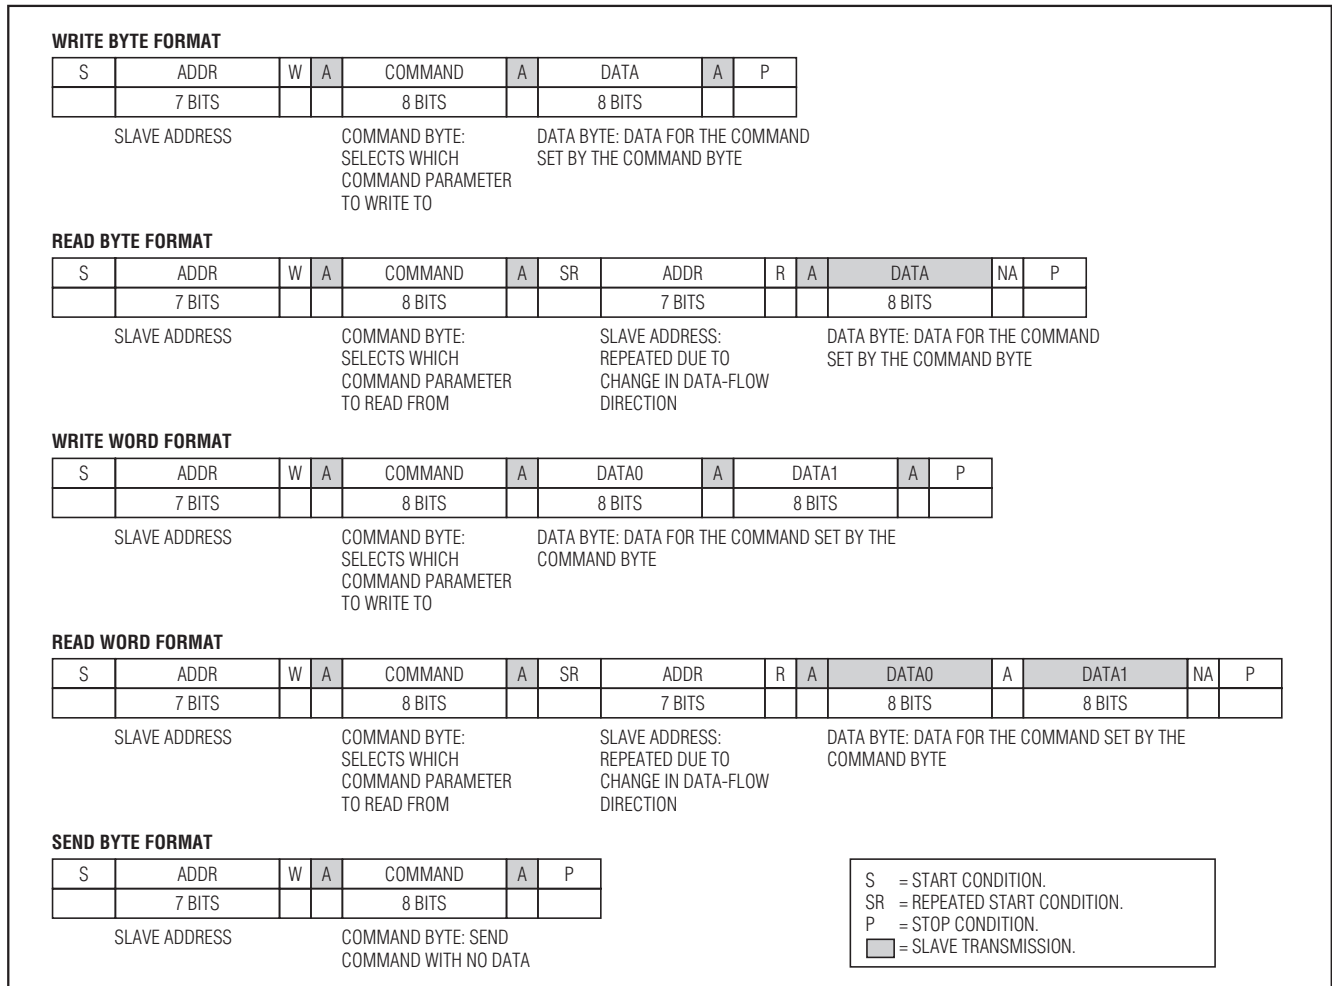 WRITE BYTE FORMAT
S ADDR W A COMMAND A DATA A P
7 BITS 8 BITS 8 BITS
SLAVE ADDRESS
COMMAND BYTE:
SELECTS WHICH
COMMAND PARAMETER
TO WRITE TO
DATA BYTE: DATA FOR THE COMMAND
SET BY THE COMMAND BYTE
READ BYTE FORMAT
S ADDR W A COMMAND A SR ADDR R A DATA NA P
7 BITS 8 BITS 7 BITS 8 BITS
SLAVE ADDRESS
COMMAND BYTE:
SELECTS WHICH
COMMAND PARAMETER
TO READ FROM
SLAVE ADDRESS:
REPEATED DUE TO
CHANGE IN DATA-FLOW
DIRECTION
DATA BYTE: DATA FOR THE COMMAND
SET BY THE COMMAND BYTE
WRITE WORD FORMAT
S ADDR W A COMMAND A DATA0 A DATA1 A P
7 BITS 8 BITS 8 BITS 8 BITS
SLAVE ADDRESS
COMMAND BYTE:
SELECTS WHICH
COMMAND PARAMETER
TO WRITE TO
DATA BYTE: DATA FOR THE COMMAND SET BY THE
COMMAND BYTE
READ WORD FORMAT
S ADDR W A COMMAND A SR ADDR R A DATA0 A DATA1 NA P
7 BITS 8 BITS 7 BITS 8 BITS 8 BITS
SLAVE ADDRESS
COMMAND BYTE:
SELECTS WHICH
COMMAND PARAMETER
TO READ FROM
SLAVE ADDRESS:
REPEATED DUE TO
CHANGE IN DATA-FLOW
DIRECTION
DATA BYTE: DATA FOR THE COMMAND SET BY THE
COMMAND BYTE
SEND BYTE FORMAT
S ADDR W A COMMAND A P
7 BITS 8 BITS
SLAVE ADDRESS
COMMAND BYTE: SEND
COMMAND WITH NO DATA
S = START CONDITION.
SR = REPEATED START CONDITION.
P = STOP CONDITION.
= SLAVE TRANSMISSION.